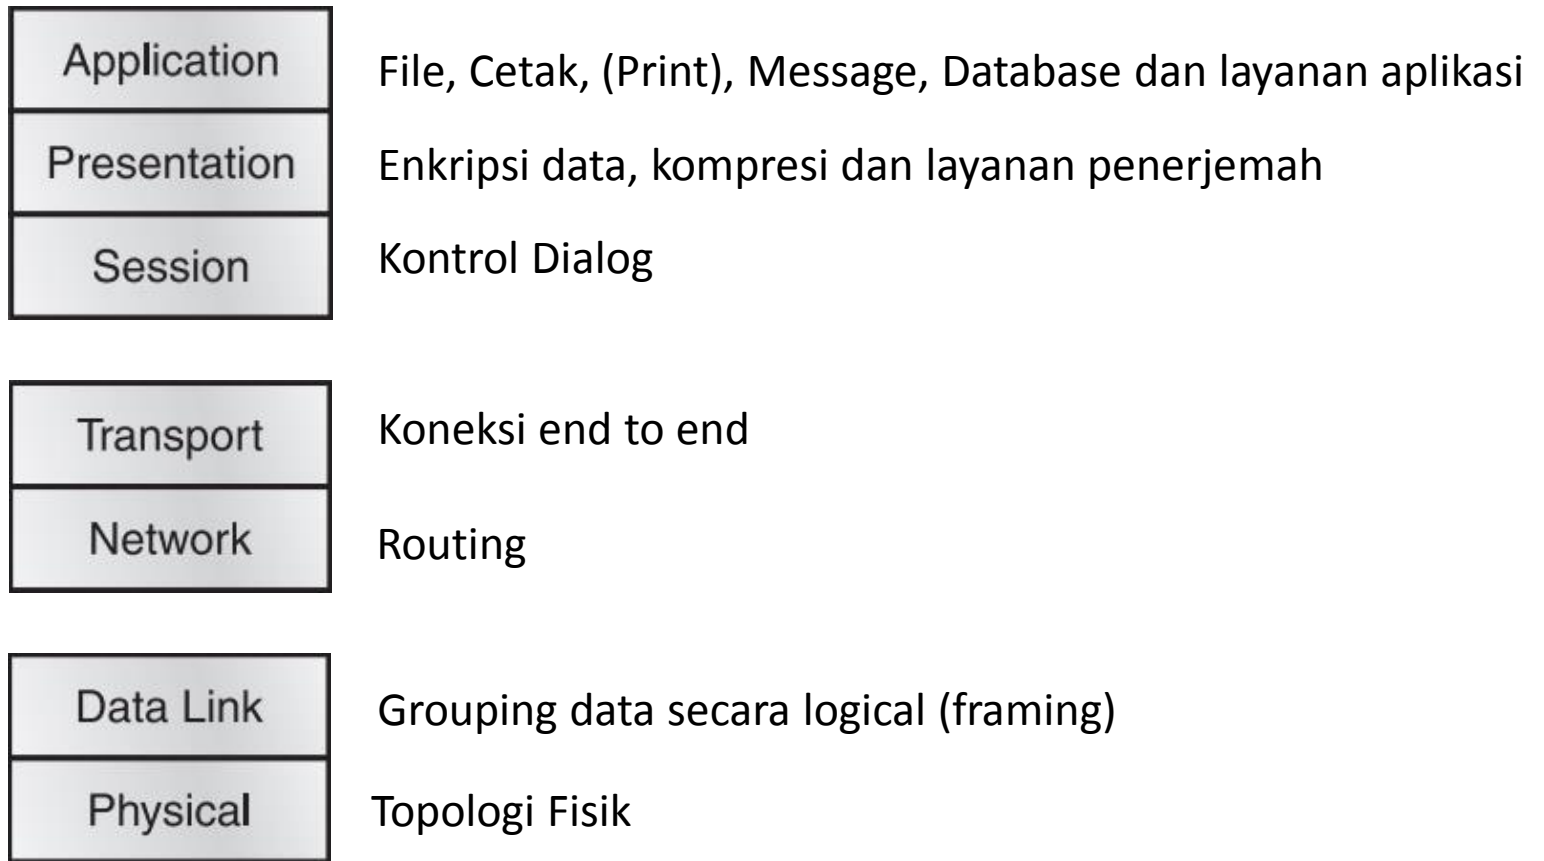 Application File, Cetak, (Print), Message, Database dan layanan aplikasi
Presentation Enkripsi data, kompresi dan layanan penerjemah
Session Kontrol Dialog
Transport Koneksi end to end
Network Routing
Data Link Grouping data secara logical (framing)
Physical Topologi Fisik